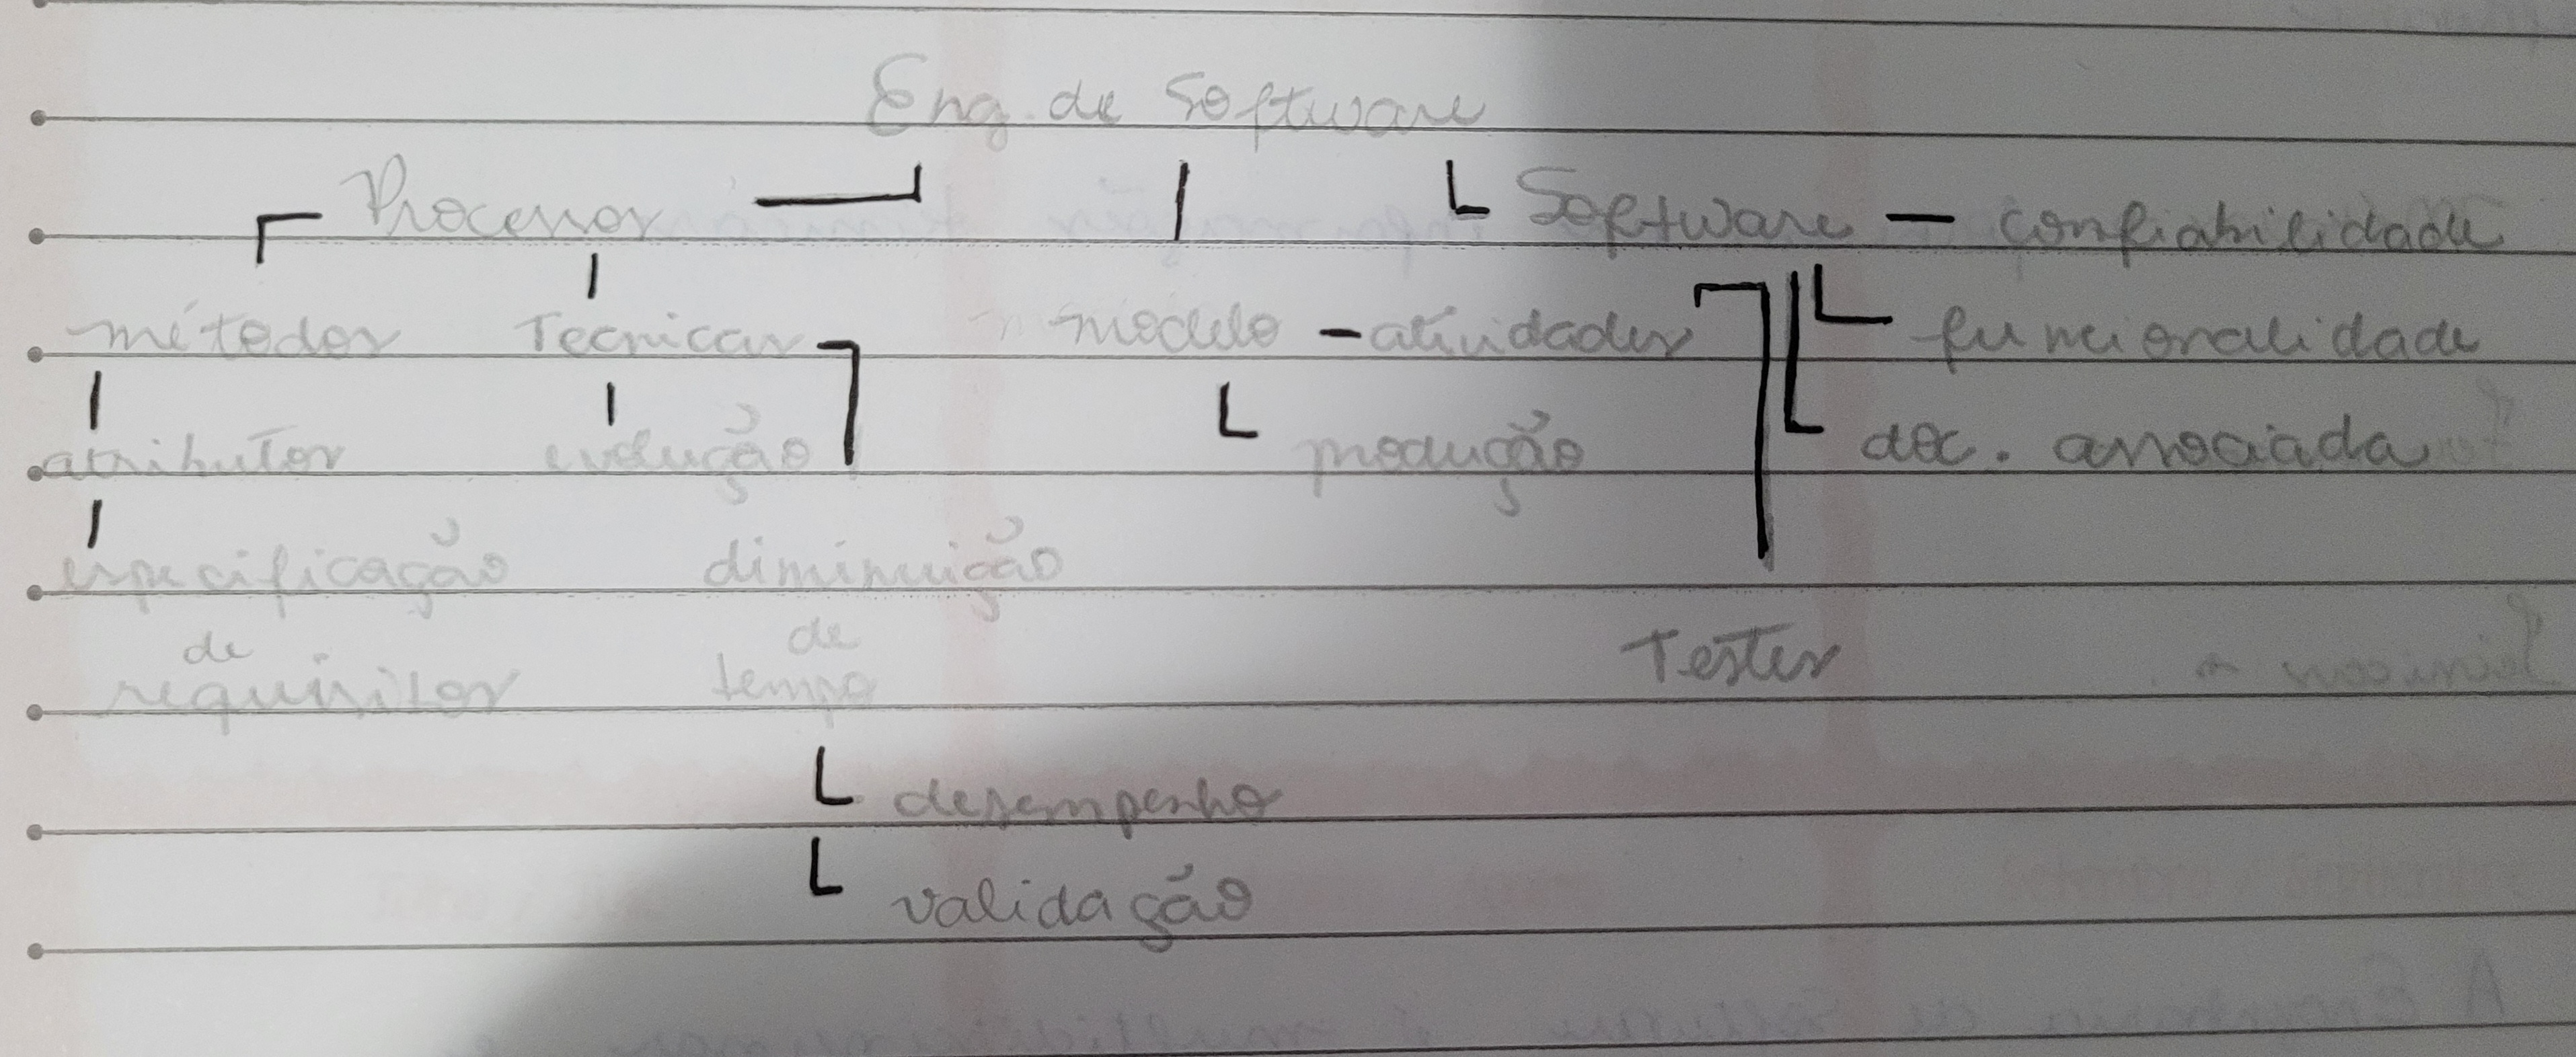 Eng. de Software
Processos Software confiabilidade
métodos Tecnicas modelo atividades funcionalidade
atributos evolução produção doc. associada
especificação diminuição
de de Testes
requisitos tempo
desempenho
validação